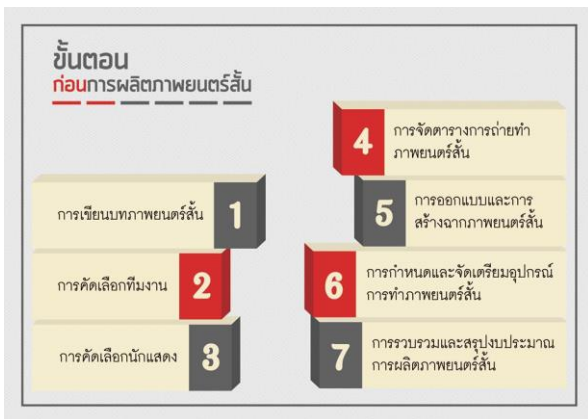 ขั้นตอน
ก่อนการผลิตภาพยนตร์สั้น
การเขียนบทภาพยนตร์สั้น 1
การคัดเลือกทีมงาน 2
การคัดเลือกนักแสดง 3
4 การจัดตารางการถ่ายทำ
ภาพยนตร์สั้น
5 การออกแบบและการ
สร้างฉากภาพยนตร์สั้น
6 การกำหนดและจัดเตรียมอุปกรณ์
การทำภาพยนตร์สั้น
7 การรวบรวมและสรุปงบประมาณ
การผลิตภาพยนตร์สั้น